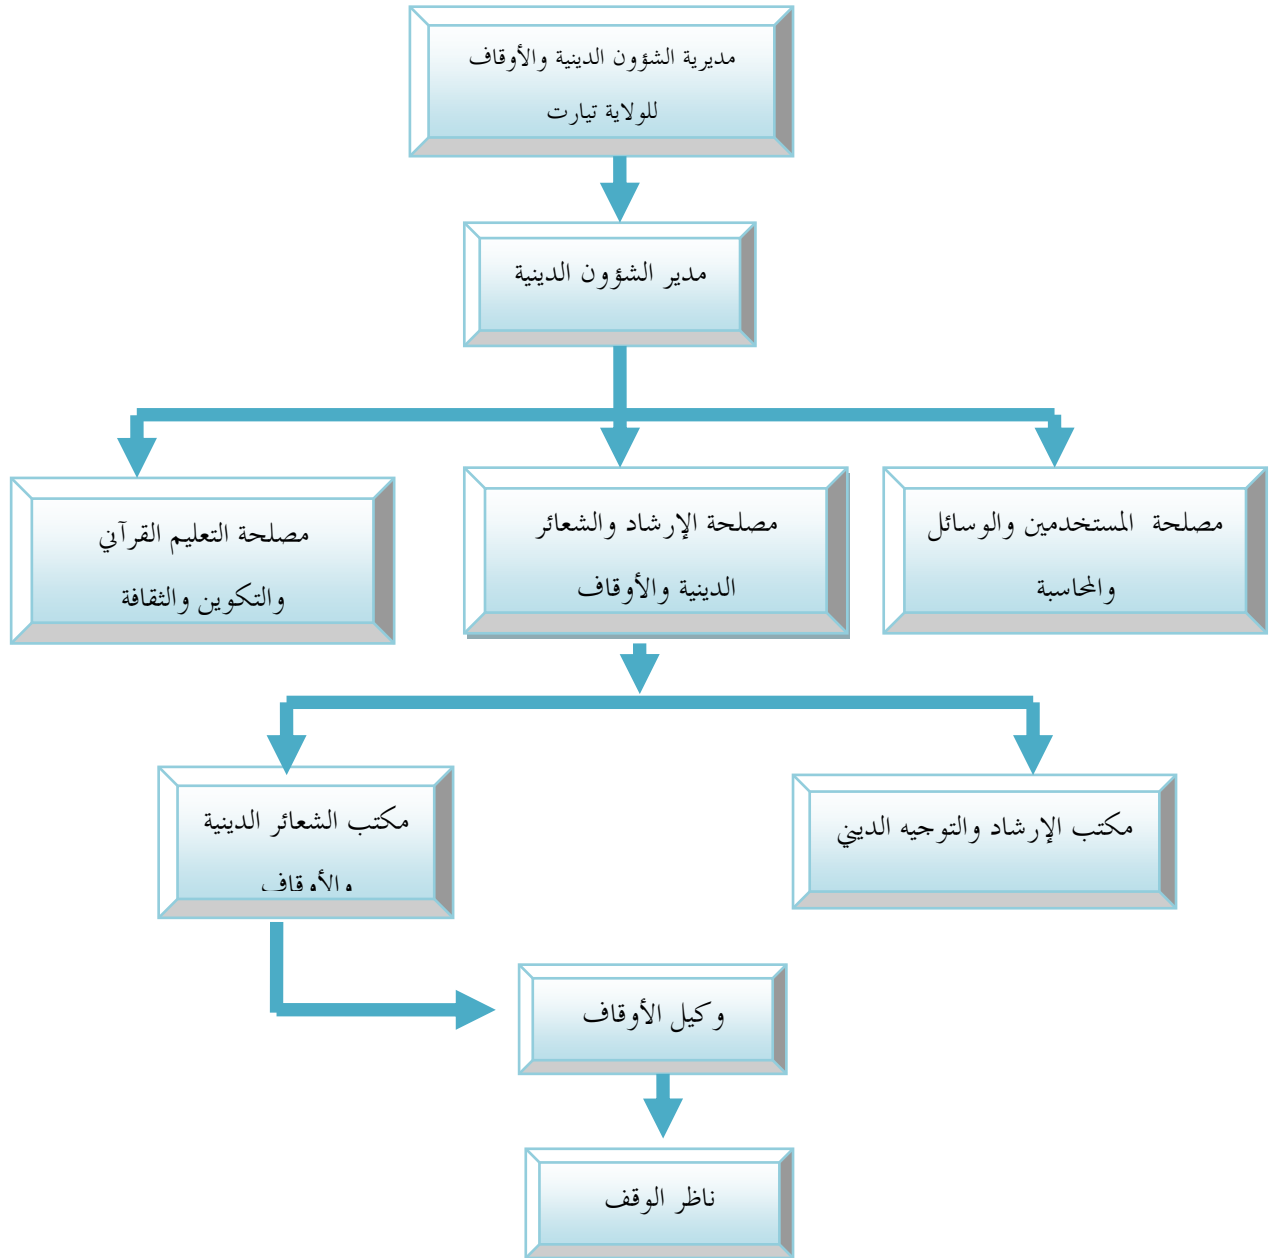 مديرية الشؤون الدينية والأوقاف
للولاية تيارت
مدير الشؤون الدينية
مصلحة المستخدمين والوسائل
والمحاسبة
مصلحة الإرشاد والشعائر
الدينية والأوقاف
مصلحة التعليم القرآني
والتكوين والثقافة
مكتب الإرشاد والتوجيه الديني
مكتب الشعائر الدينية
والأوقاف
وكيل الأوقاف
ناظر الوقف